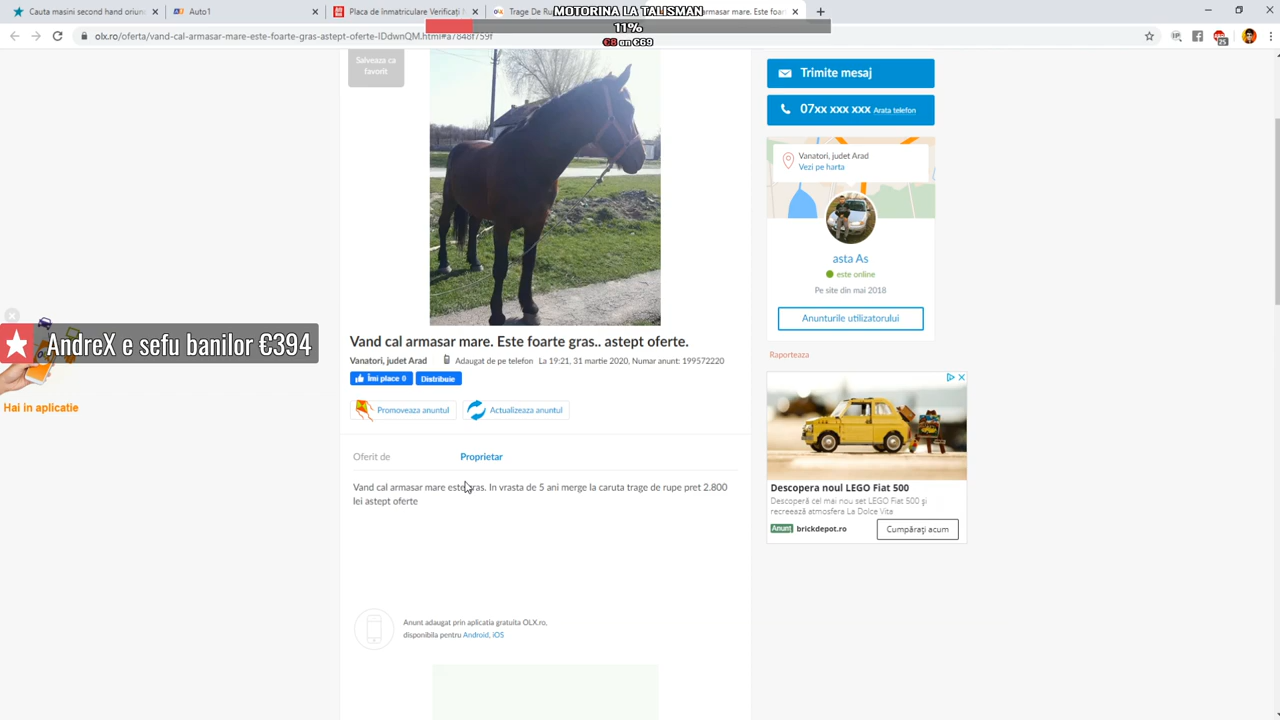 Cauta masini second hand oriun
Auto1
Placa de înmatriculare Verificați
Trage De Ru
armasar mare. Este foar
MOTORINA LA TALISMAN
11%
€8 an €69
olx.ro/oferta/vand-cal-armasar-mare-este-foarte-gras-astept-oferte-IDdwnQM.html#a7848f759f
25
Salveaza ca
favorit
Trimite mesaj
07xx xxx xxx Arata telefon
Vanatori, judet Arad
Vezi pe harta
asta As
este online
Pe site din mai 2018
Anunturile utilizatorului
Raporteaza
AndreX e sefu banilor €394
Hai in aplicatie
Vand cal armasar mare. Este foarte gras.. astept oferte.
Vanatori, judet Arad Adaugat de pe telefon La 19:21, 31 martie 2020, Numar anunt: 199572220
Îmi place 0 Distribuie
Promoveaza anuntul Actualizeaza anuntul
Oferit de Proprietar
Vand cal armasar mare este gras. In vrasta de 5 ani merge la caruta trage de rupe pret 2.800
lei astept oferte
Descopera noul LEGO Fiat 500
Descoperă cel mai nou set LEGO Fiat 500 și
recreează atmosfera La Dolce Vita
Anunt brickdepot.ro
Cumpărați acum
Anunt adaugat prin aplicatia gratuita OLX.ro,
disponibila pentru Android, iOS